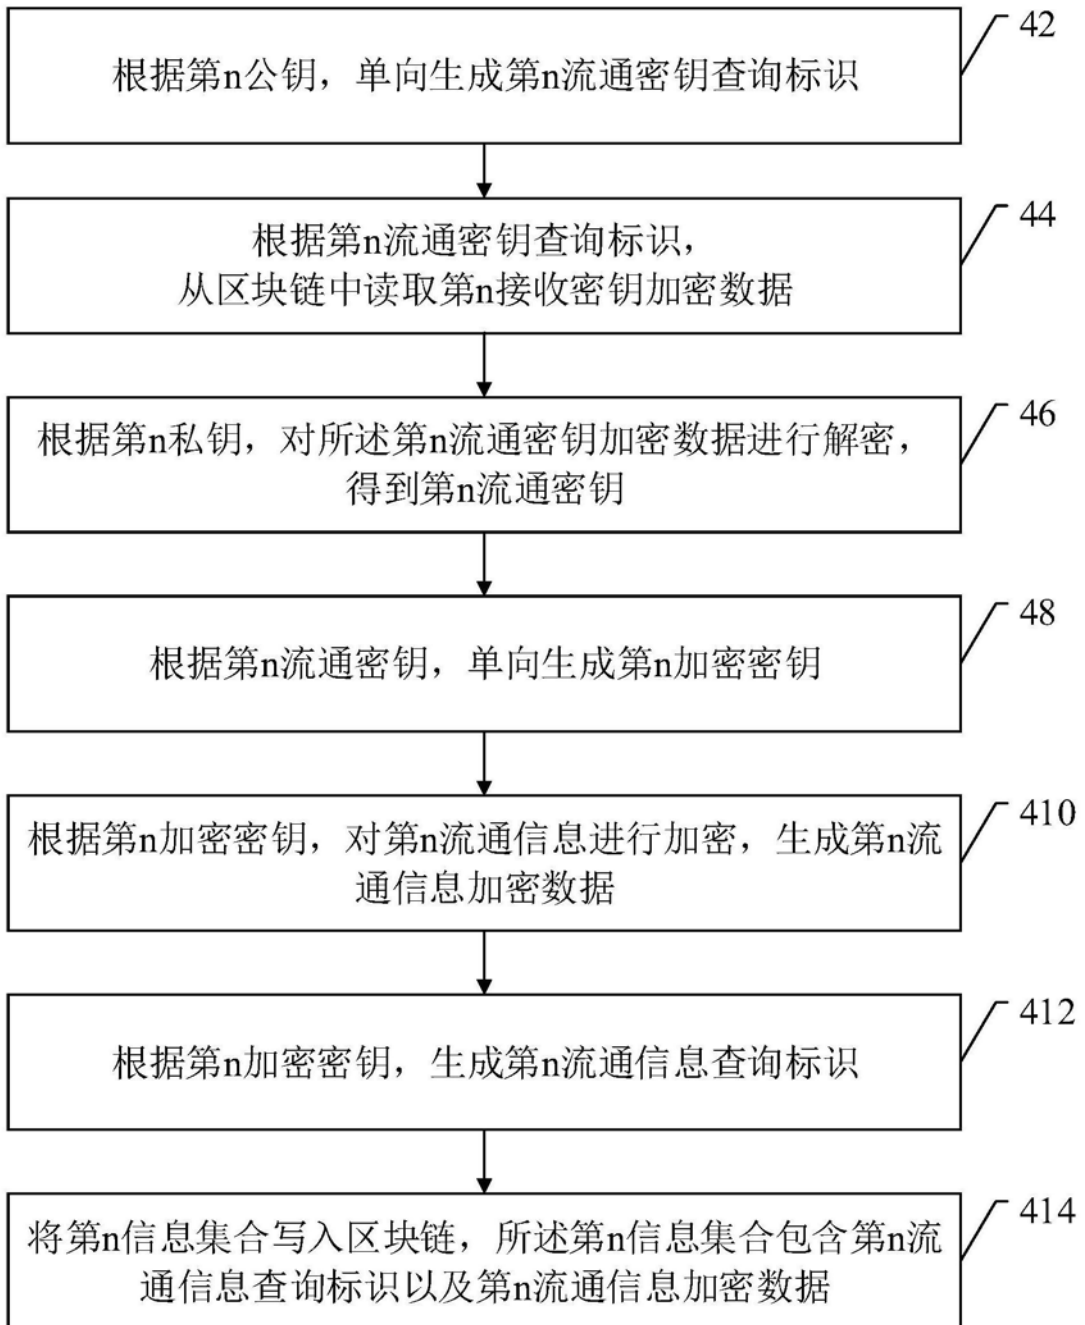 42
根据第n公钥，单向生成第n流通密钥查询标识
44
根据第n流通密钥查询标识，
从区块链中读取第n接收密钥加密数据
46
根据第n私钥，对所述第n流通密钥加密数据进行解密，
得到第n流通密钥
48
根据第n流通密钥，单向生成第n加密密钥
410
根据第n加密密钥，对第n流通信息进行加密，生成第n流
通信息加密数据
412
根据第n加密密钥，生成第n流通信息查询标识
414
将第n信息集合写入区块链，所述第n信息集合包含第n流
通信息查询标识以及第n流通信息加密数据